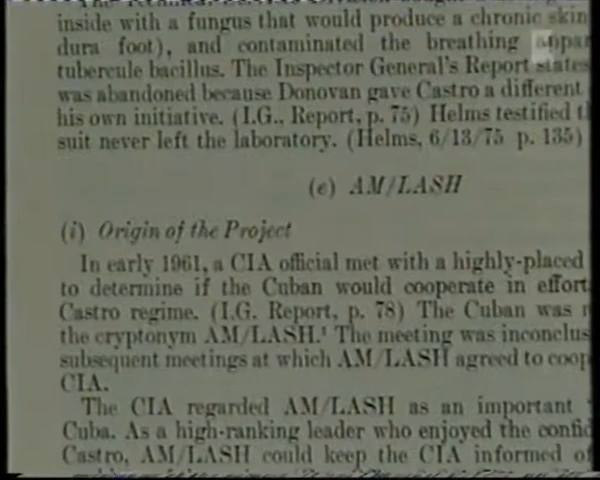 inside with a fungus that would produce a chronic skin
dura foot), and contaminated the breathing appar
tubercule bacillus. The Inspector General's Report states
was abandoned because Donovan gave Castro a different
his own initiative. (I.G., Report, p. 75) Helms testified t
suit never left the laboratory. (Helms, 6/13/75 p. 135)
(e) AM/LASH
(i) Origin of the Project
In early 1961, a CIA official met with a highly-placed
to determine if the Cuban would cooperate in effort
Castro regime. (I.G. Report, p. 78) The Cuban was
the cryptonym AM/LASH.¹ The meeting was inconclus
subsequent meetings at which AM/LASH agreed to coop
CIA.
The CIA regarded AM/LASH as an important
Cuba. As a high-ranking leader who enjoyed the confid
Castro, AM/LASH could keep the CIA informed of